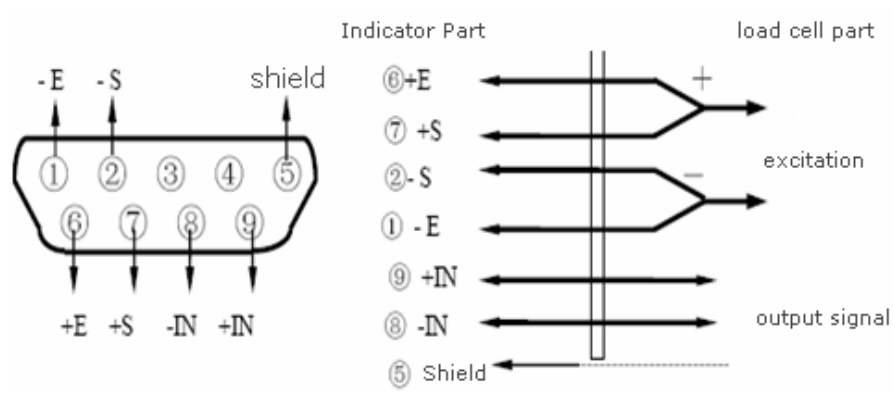 Indicator Part
load cell part
-E -S shield
① ② ③ ④ ⑤
⑥ ⑦ ⑧ ⑨
+E +S -IN +IN
⑥+E
+
⑦ +S
excitation
②- S
−
① - E
⑨ +IN
⑧ -IN
output signal
⑤ Shield